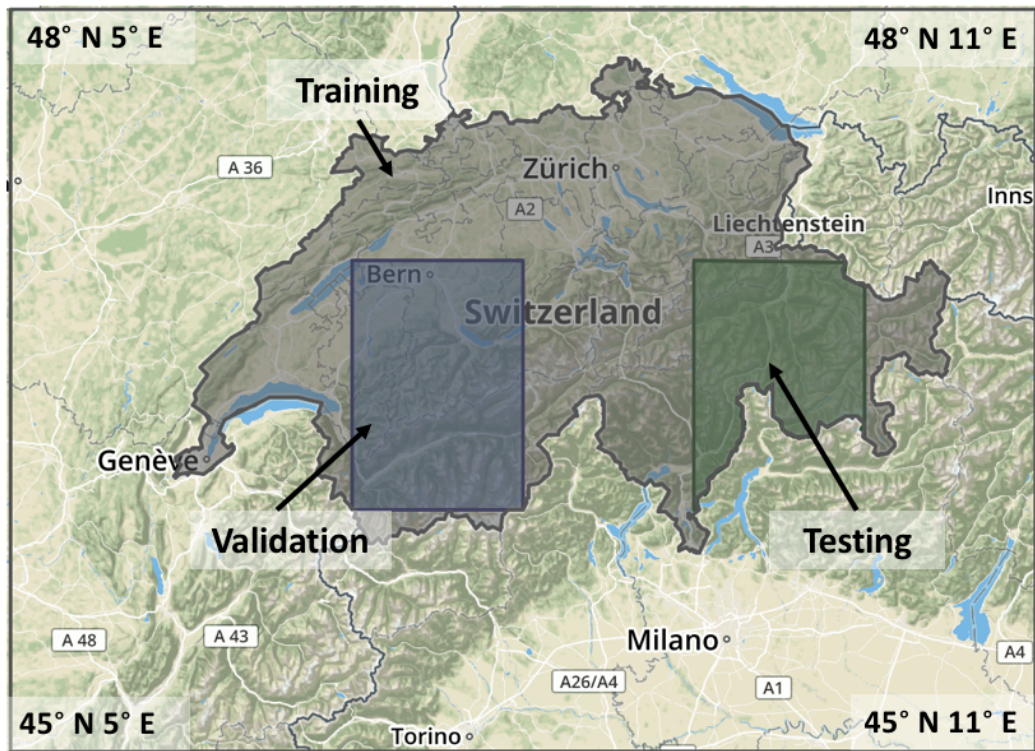 48° N 5° E
48° N 11° E
Training
A 36
Zürich
A2
Inns
Liechtenstein
A3
Bern
Switzerland
Genève
Validation
Testing
A 48
A 43
Milano
A4
A26/A4
A1
45° N 5° E
Torino
45° N 11° E